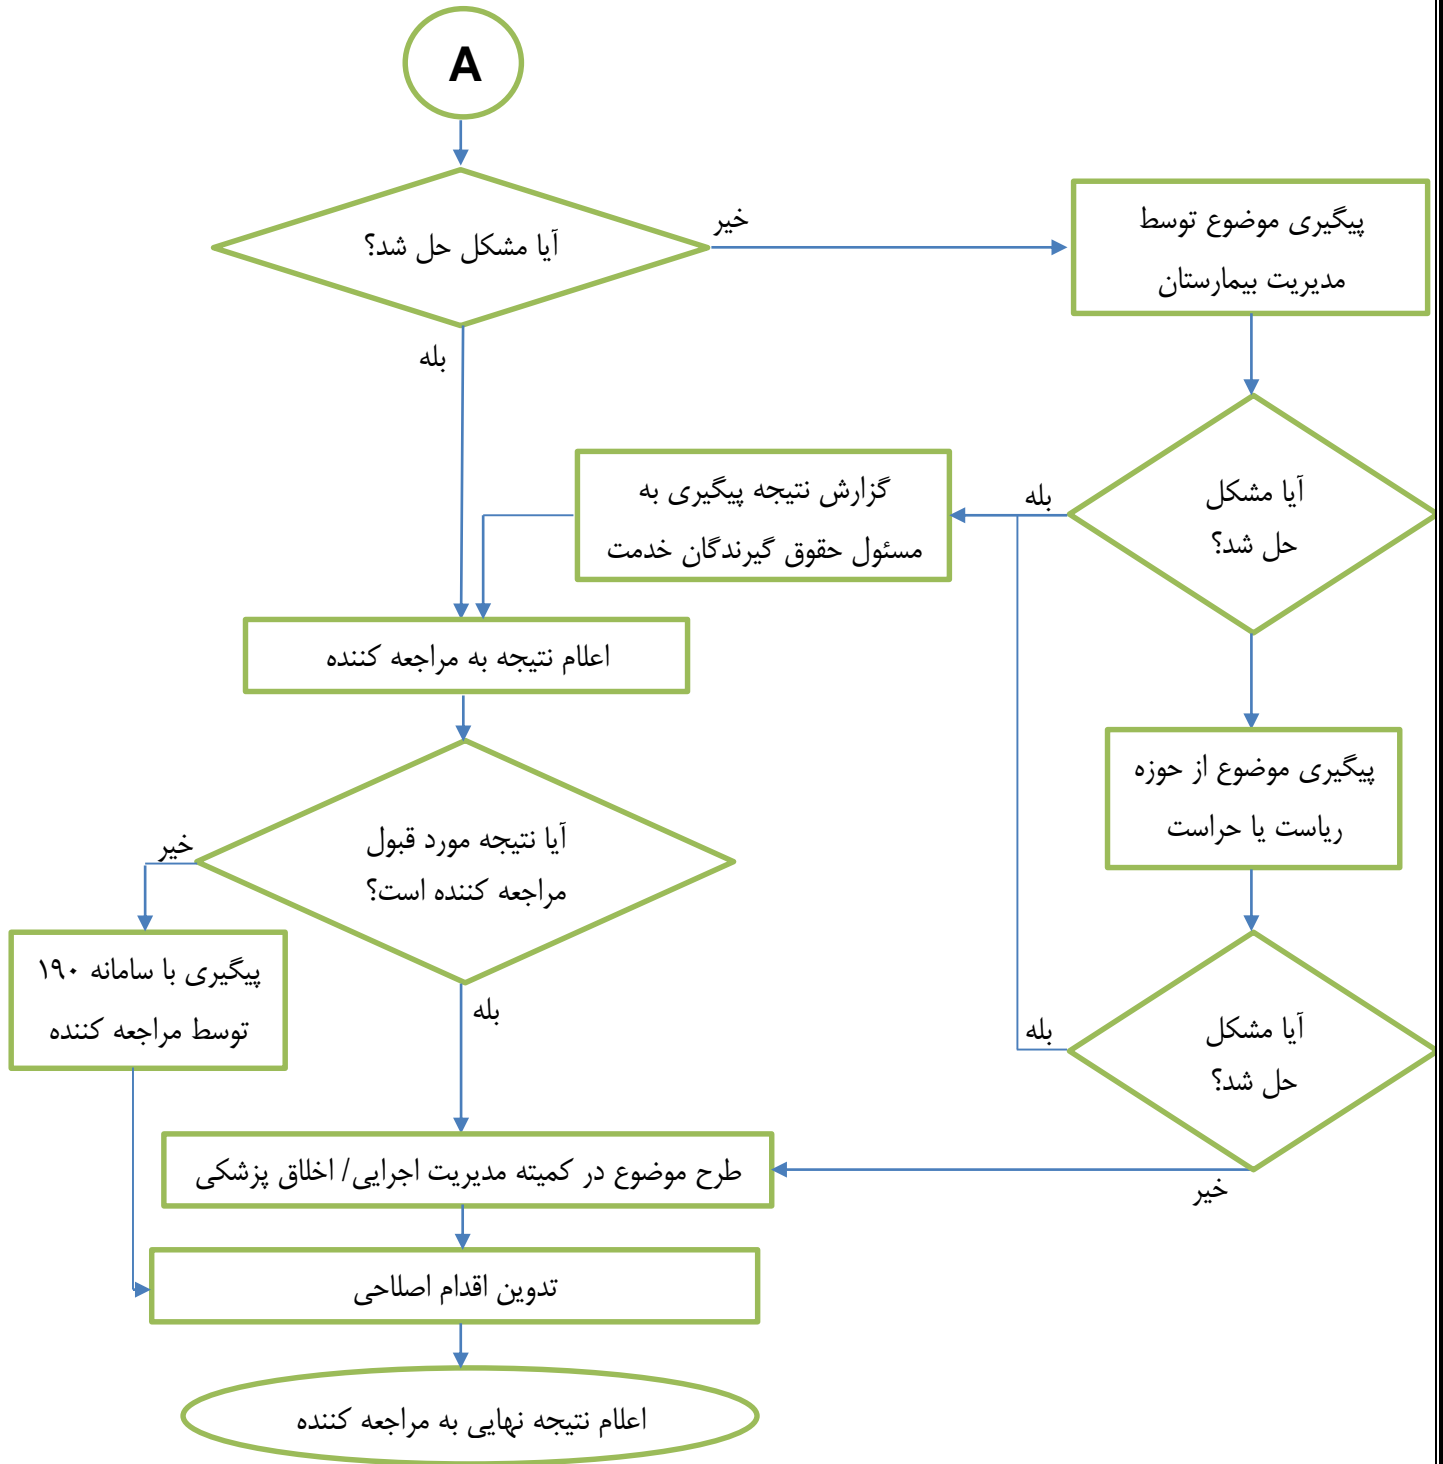 A
آیا مشکل حل شد؟
خیر
پیگیری موضوع توسط
مدیریت بیمارستان
بله
آیا مشکل
حل شد؟
بله
گزارش نتیجه پیگیری به
مسئول حقوق گیرندگان خدمت
اعلام نتیجه به مراجعه کننده
پیگیری موضوع از حوزه
ریاست یا حراست
آیا نتیجه مورد قبول
مراجعه کننده است؟
خیر
پیگیری با سامانه ۱۹۰
توسط مراجعه کننده
بله
آیا مشکل
حل شد؟
بله
خیر
طرح موضوع در کمیته مدیریت اجرایی/ اخلاق پزشکی
تدوین اقدام اصلاحی
اعلام نتیجه نهایی به مراجعه کننده